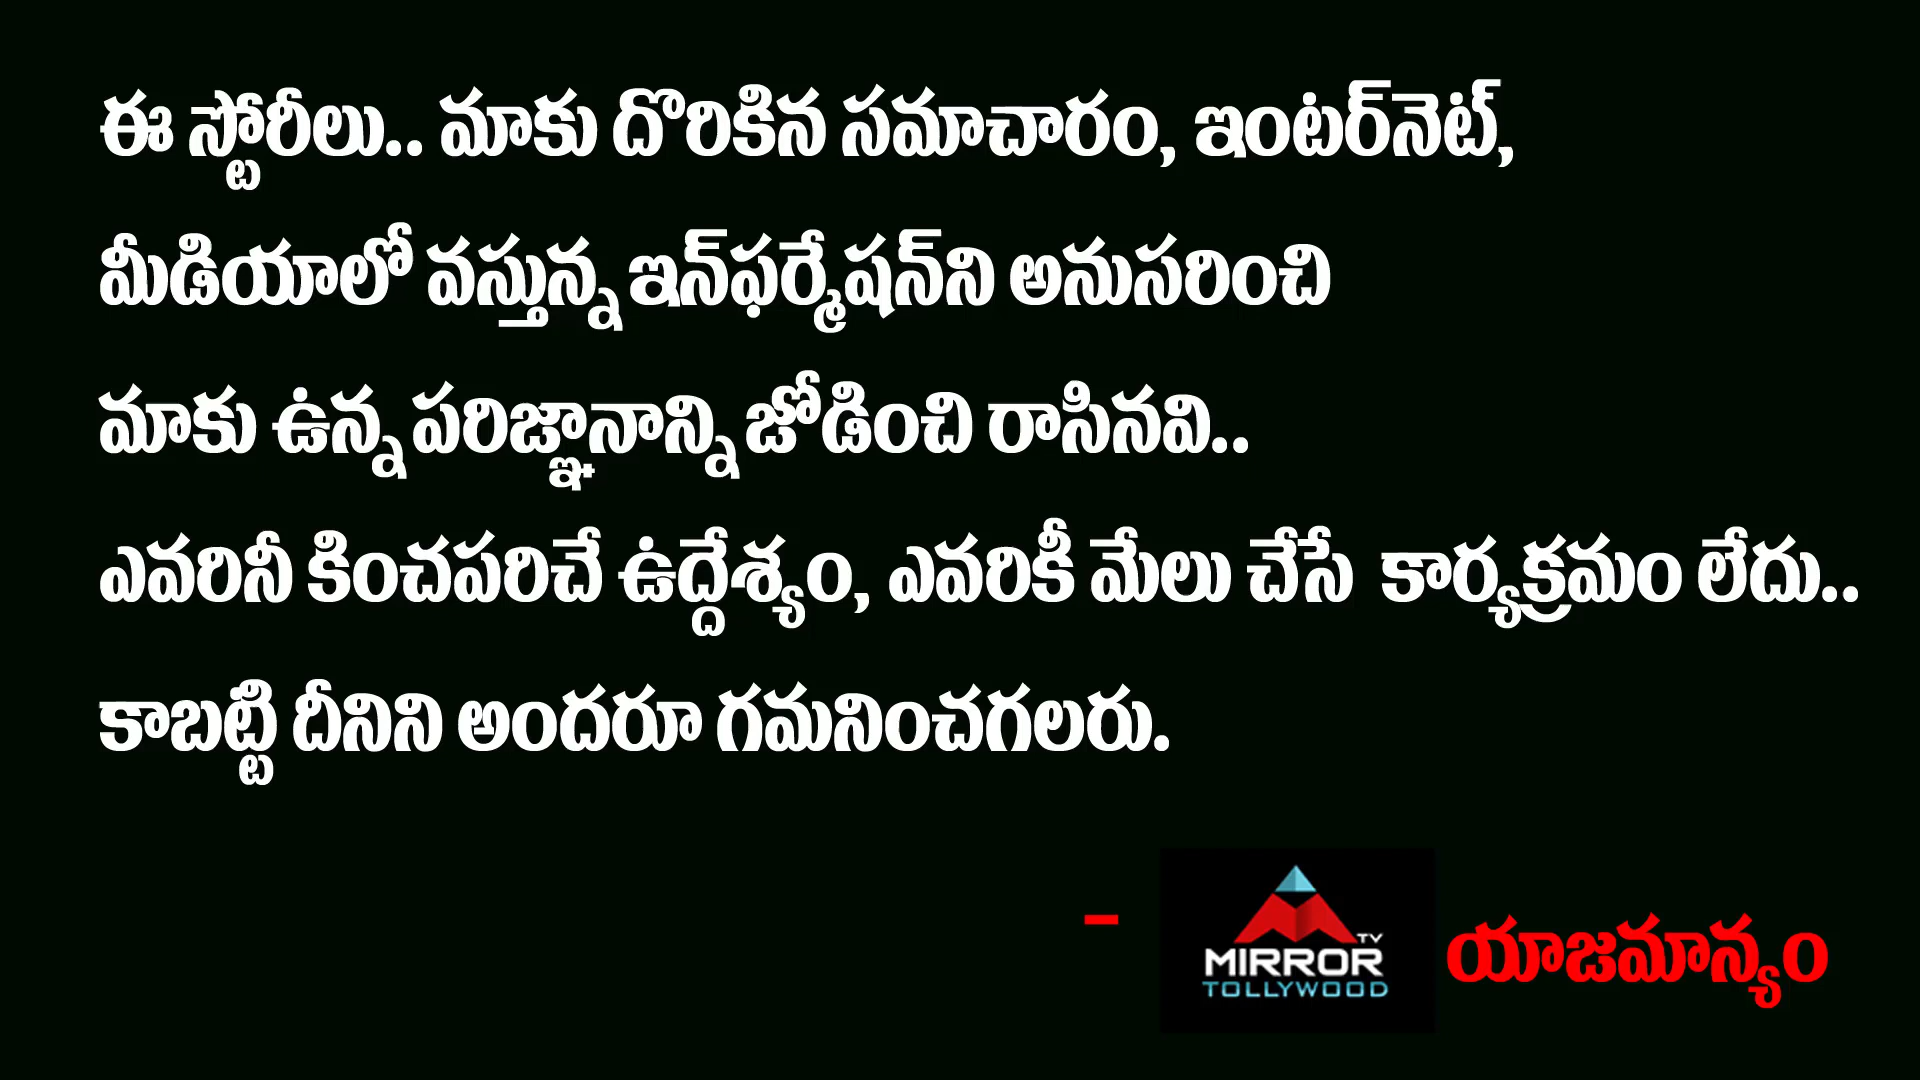 ఈ స్టోరీలు.. మాకు దొరికిన సమాచారం, ఇంటర్‌నెట్,
మీడియాలో వస్తున్న ఇన్‌ఫర్మేషన్‌ని అనుసరించి
మాకు ఉన్న పరిజ్ఞానాన్ని జోడించి రాసినవి..
ఎవరినీ కించపరిచే ఉద్దేశ్యం, ఎవరికీ మేలు చేసే కార్యక్రమం లేదు..
కాబట్టి దీనిని అందరూ గమనించగలరు.
- MIRROR TV TOLLYWOOD యాజమాన్యం